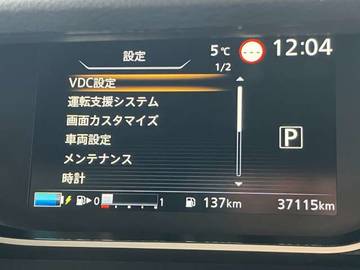 設定
5℃
12:04
1/2
VDC設定
運転支援システム
画面カスタマイズ
車両設定
P
メンテナンス
時計
0 1
137km
37115km